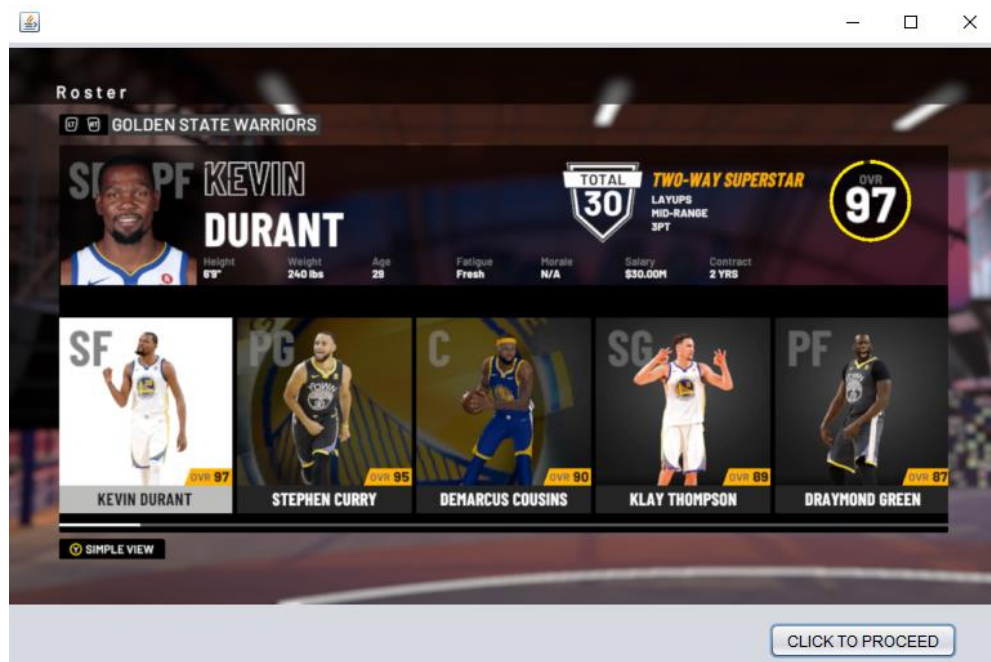 Roster
LT RT GOLDEN STATE WARRIORS
SF PF KEVIN
DURANT
Height Weight Age Fatigue Morale Salary Contract
6'9" 240 lbs 29 Fresh N/A $30.00M 2 YRS
TOTAL
30
TWO-WAY SUPERSTAR
LAYUPS
MID-RANGE
3PT
OVR
97
SF
OVR 97
KEVIN DURANT
PG
OVR 95
STEPHEN CURRY
C
OVR 90
DEMARCUS COUSINS
SG
OVR 89
KLAY THOMPSON
PF
OVR 87
DRAYMOND GREEN
Y SIMPLE VIEW
CLICK TO PROCEED